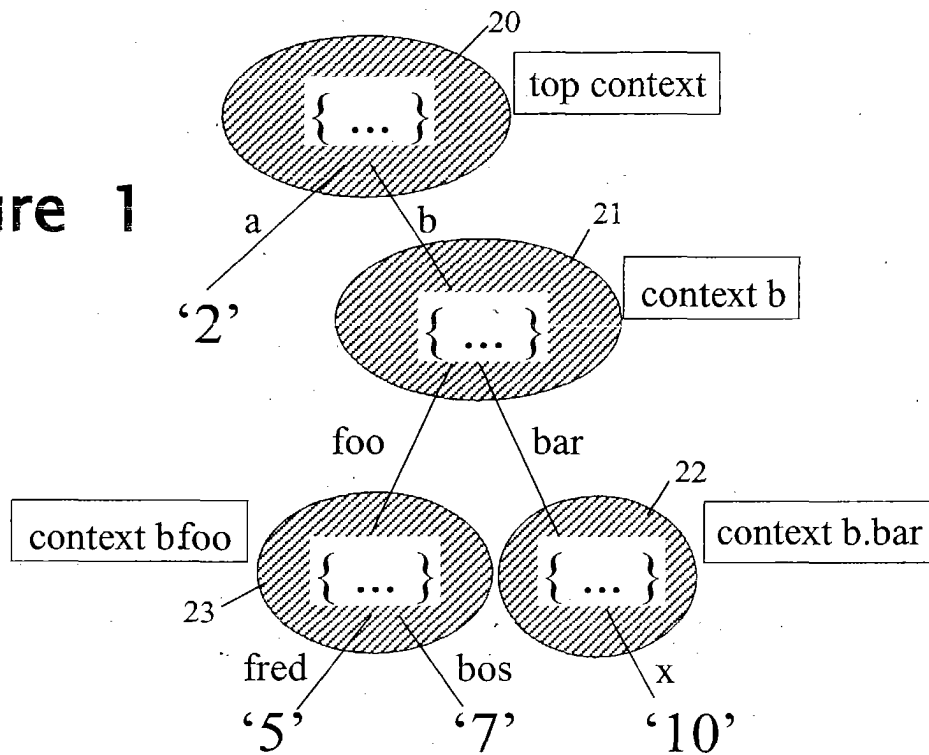 20
top context
{ ... }
ure 1
a
b
21
context b
‘2’
{ ... }
foo
bar
22
context bfoo
context b.bar
{ ... }
{ ... }
23
fred
bos
x
‘5’
‘7’
‘10’